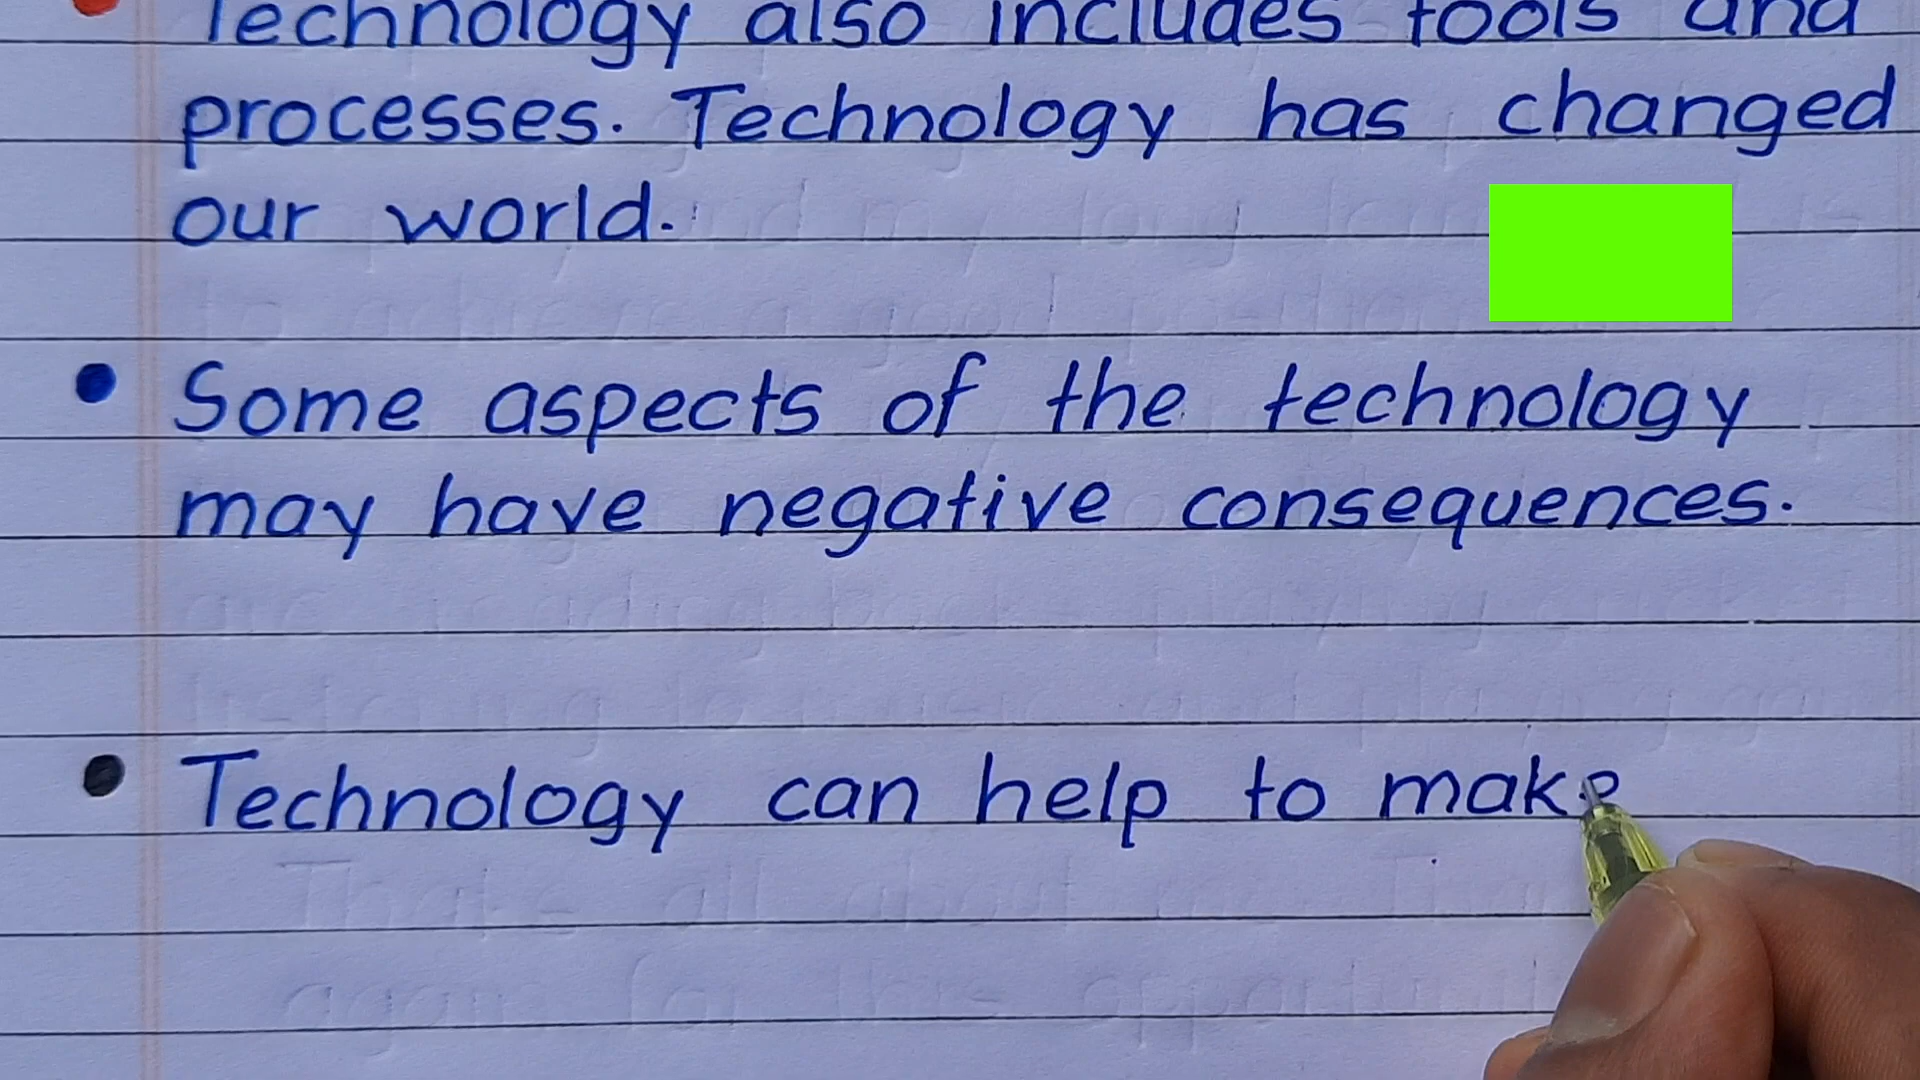 Technology also includes tools and
processes. Technology has changed
our world.
Some aspects of the technology
may have negative consequences.
Technology can help to make